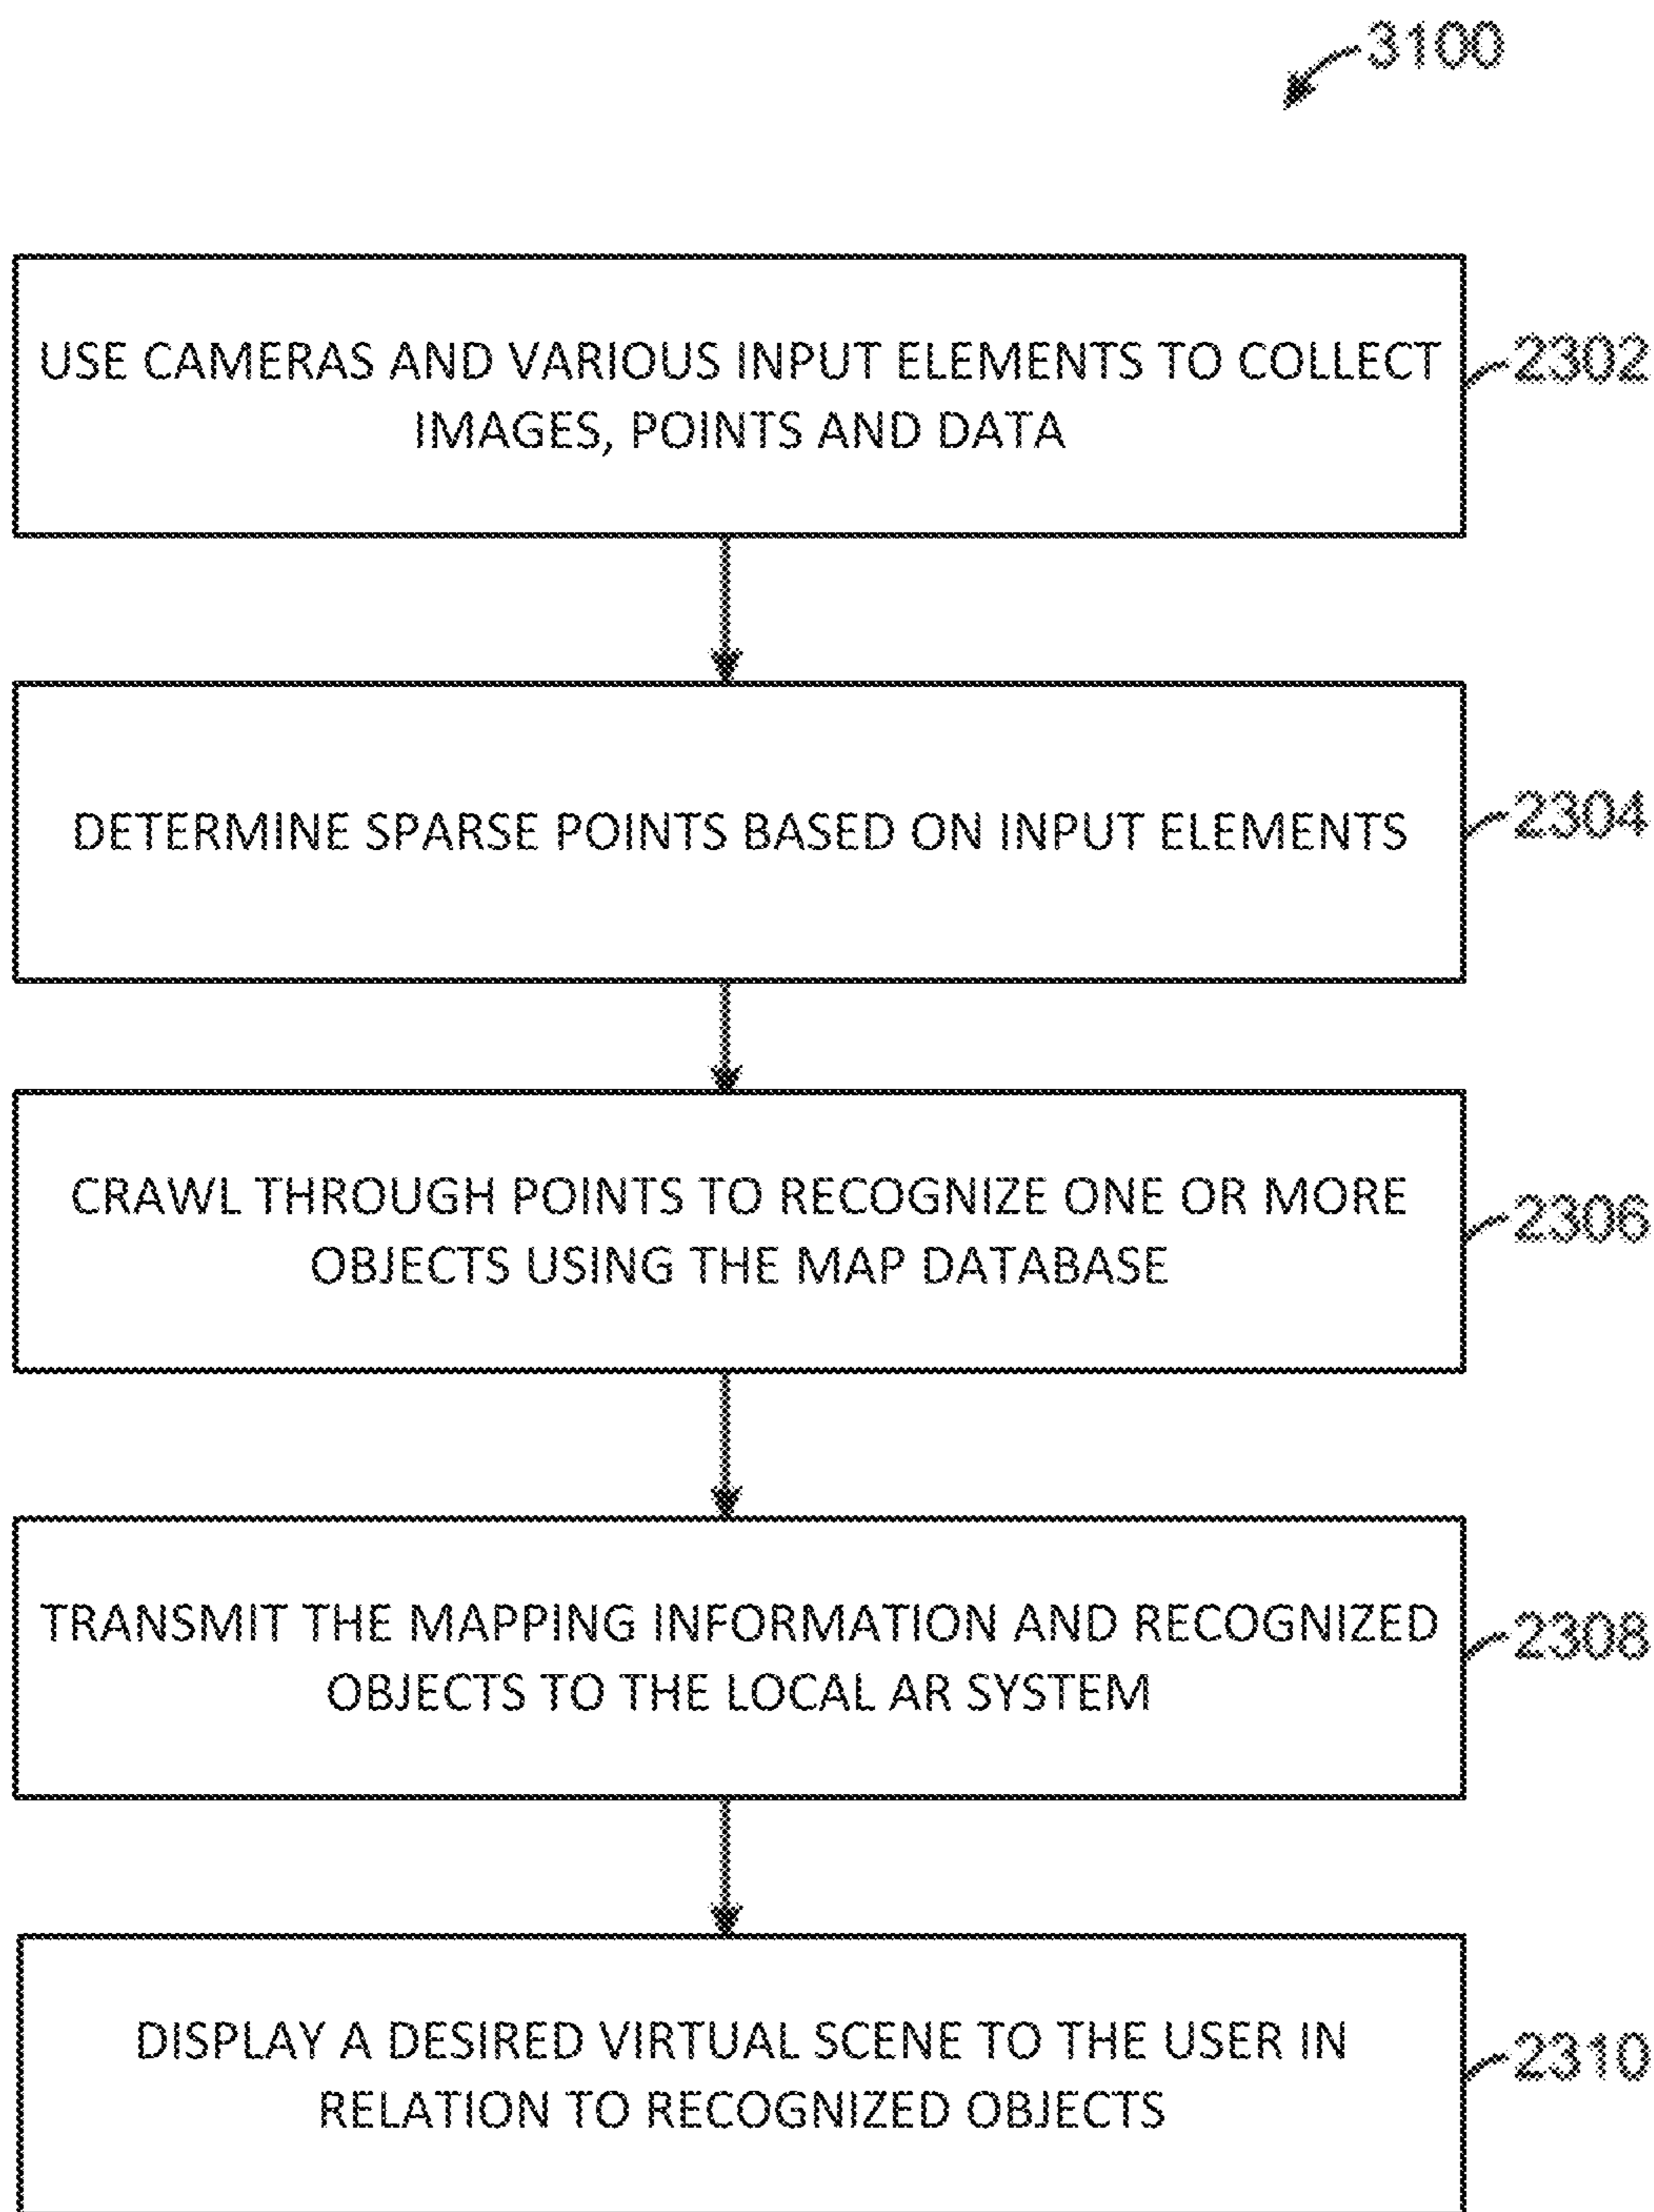 3100
USE CAMERAS AND VARIOUS INPUT ELEMENTS TO COLLECT
IMAGES, POINTS AND DATA
2302
DETERMINE SPARSE POINTS BASED ON INPUT ELEMENTS
2304
CRAWL THROUGH POINTS TO RECOGNIZE ONE OR MORE
OBJECTS USING THE MAP DATABASE
2306
TRANSMIT THE MAPPING INFORMATION AND RECOGNIZED
OBJECTS TO THE LOCAL AR SYSTEM
2308
DISPLAY A DESIRED VIRTUAL SCENE TO THE USER IN
RELATION TO RECOGNIZED OBJECTS
2310